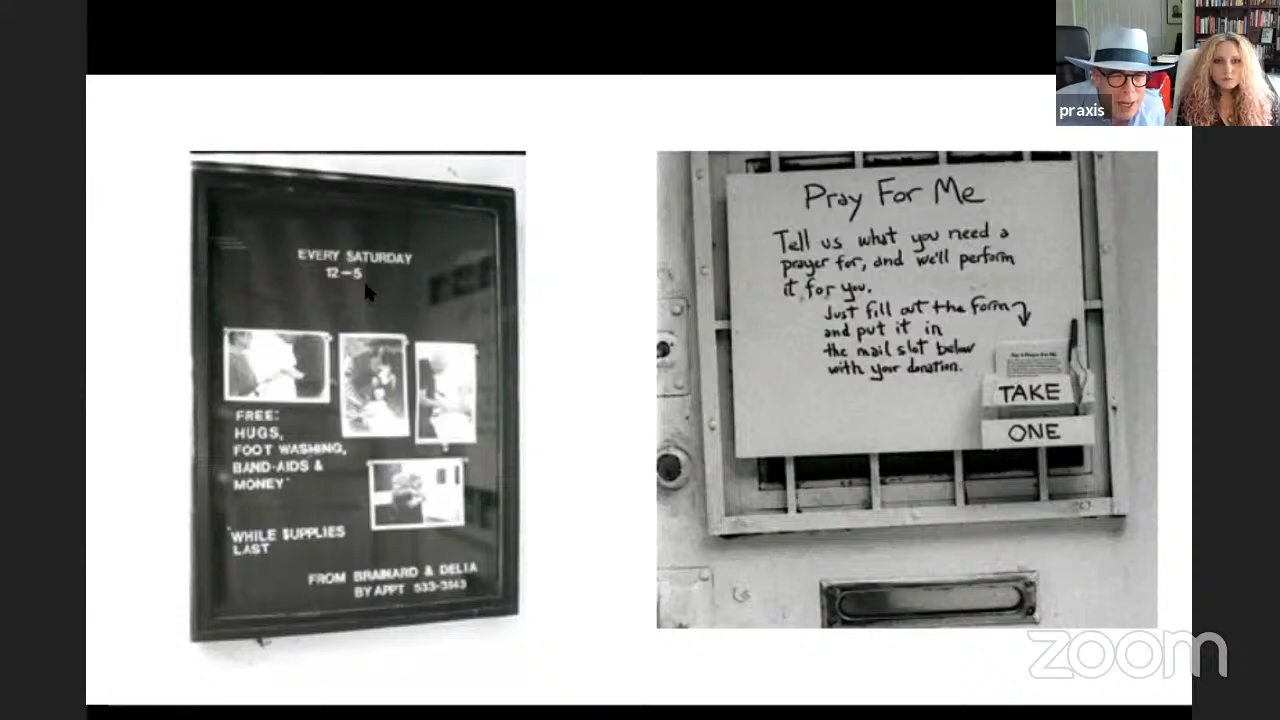 praxis
EVERY SATURDAY
12-5
FREE:
HUGS,
FOOT WASHING,
BAND-AIDS &
MONEY*
*WHILE SUPPLIES
LAST
FROM BRAINARD & DELIA
BY APPT 533-3143
Pray For Me
Tell us what you need a
prayer for, and we'll perform
it for you.
Just fill out the form
and put it in
the mail slot below
with your donation.
TAKE
ONE
zoom